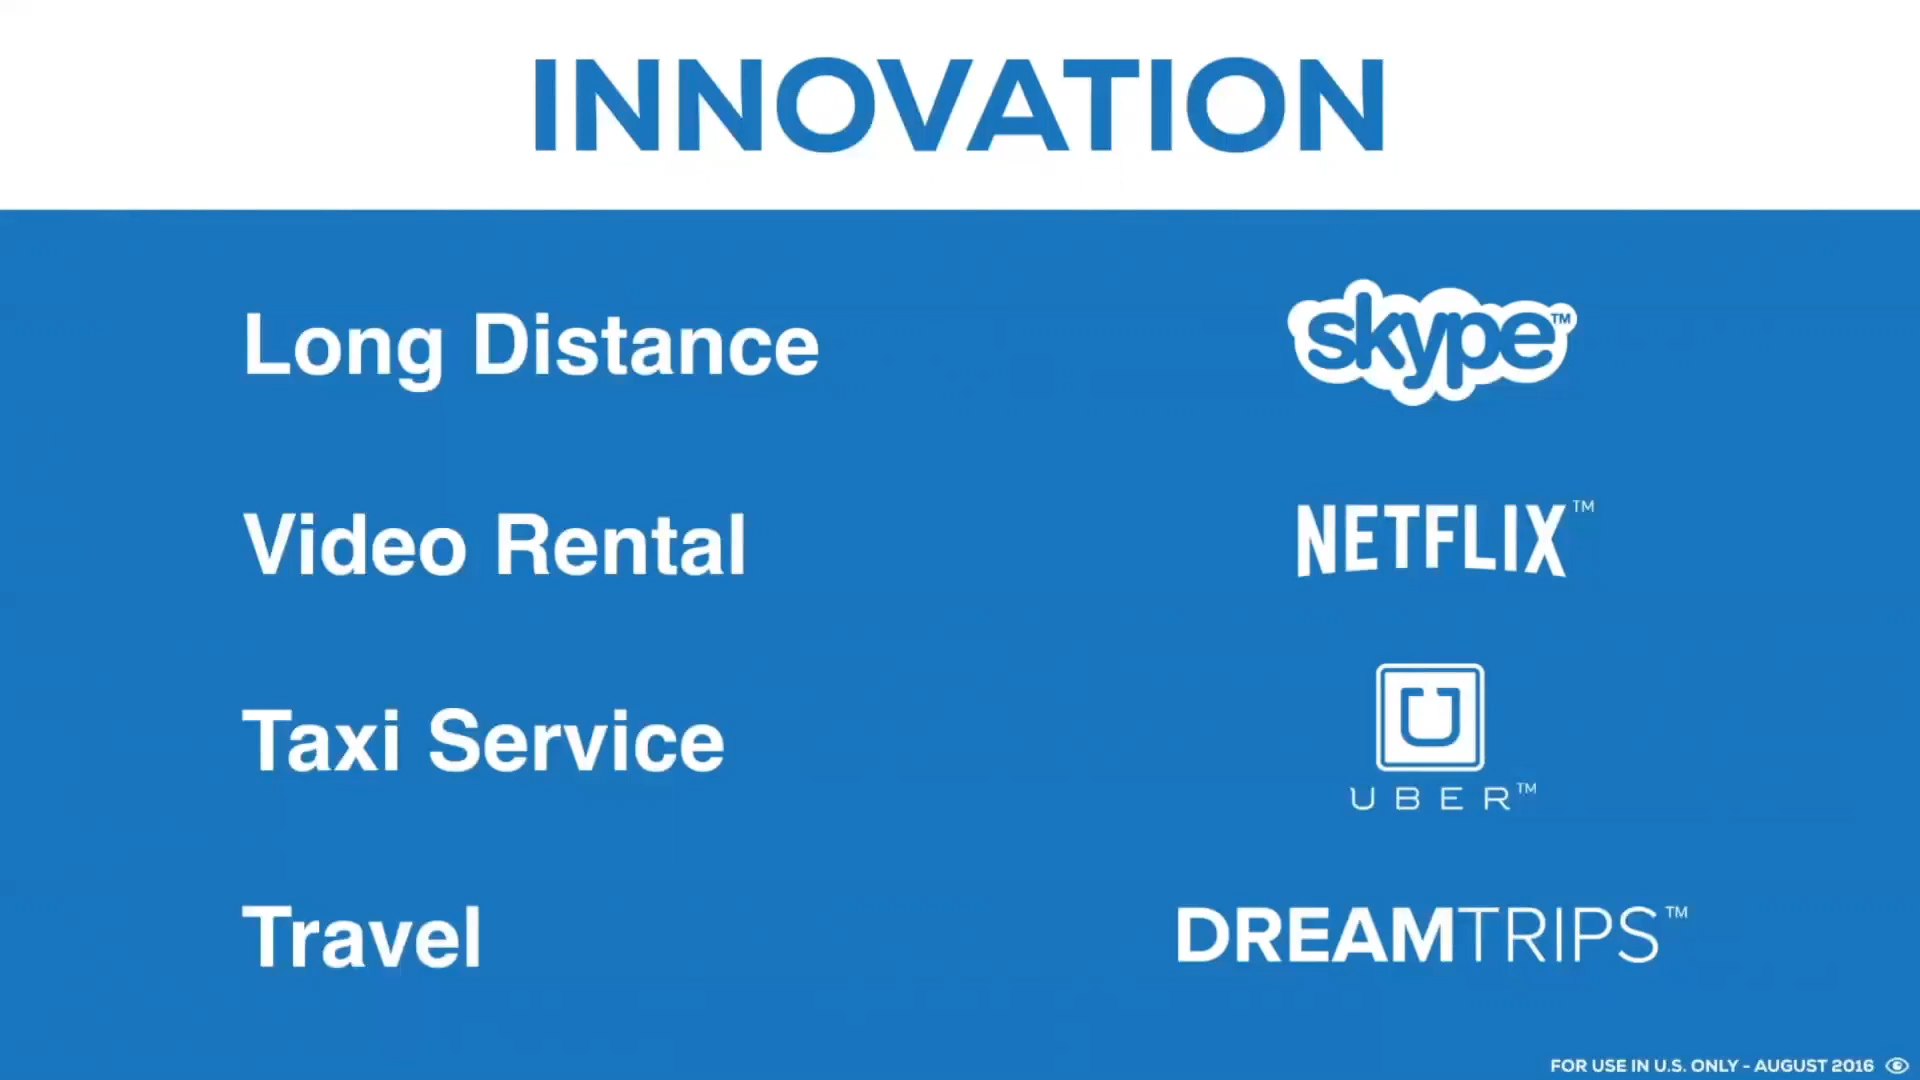 INNOVATION
Long Distance
skype™
Video Rental
NETFLIX™
Taxi Service
U
UBER™
Travel
DREAMTRIPS™
FOR USE IN U.S. ONLY - AUGUST 2016